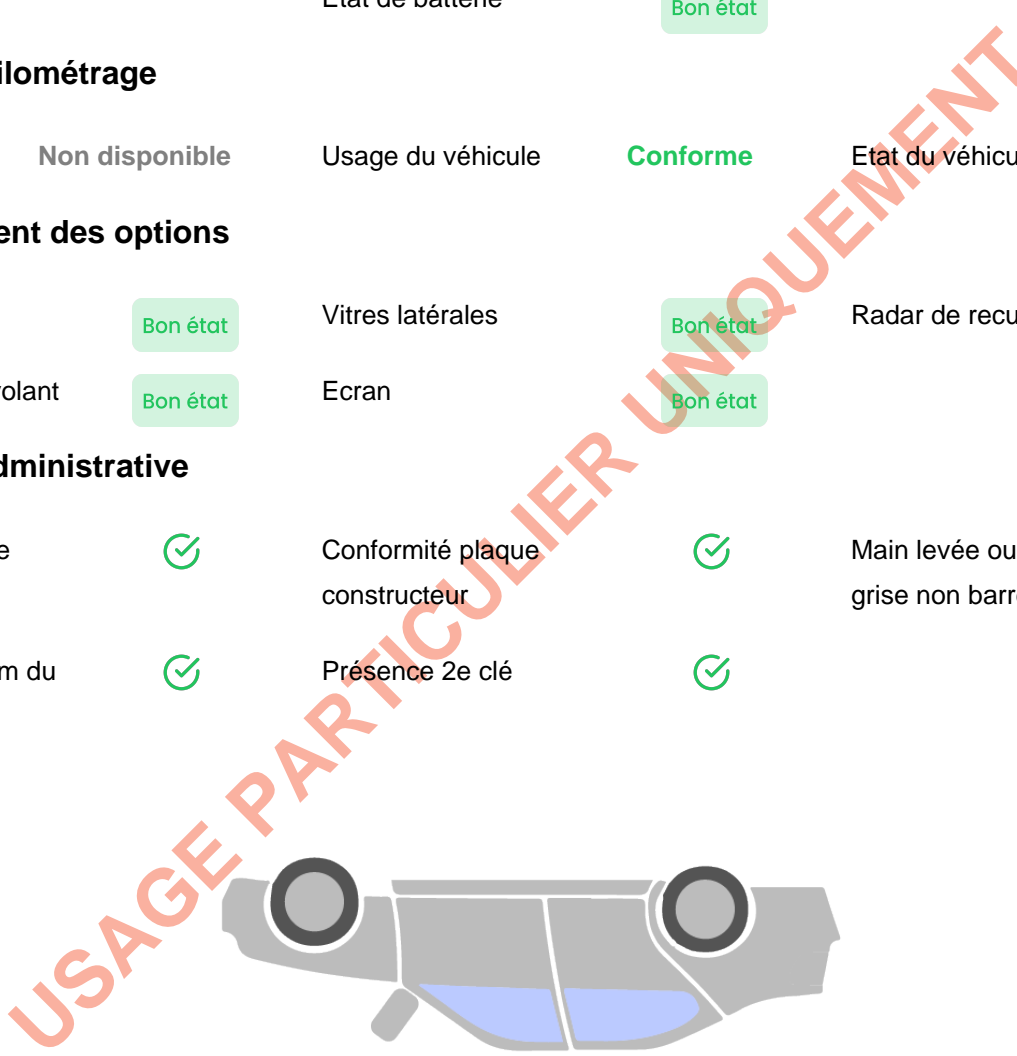 Etat de batterie Bon état
ilométrage
Non disponible Usage du véhicule Conforme Etat du véhicu
ent des options
Bon état Vitres latérales Bon état Radar de recu
olant Bon état Ecran Bon état
dministrative
e Conformité plaque Main levée ou
constructeur grise non barr
m du Présence 2e clé
USAGE PARTICULIER UNIQUEMENT